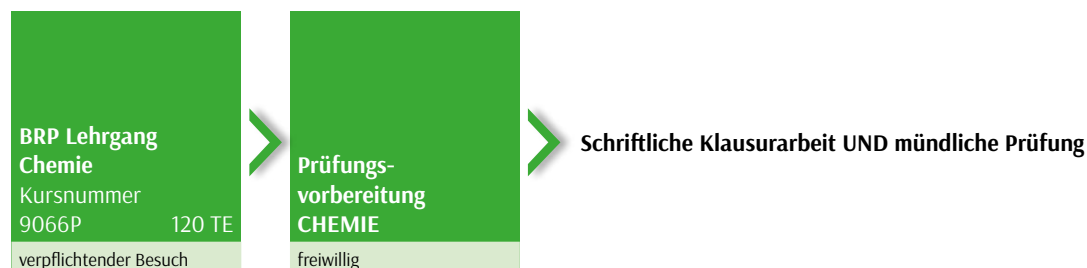 BRP Lehrgang
Chemie
Kursnummer
9066P 120 TE
verpflichtender Besuch
Prüfungs-
vorbereitung
CHEMIE
freiwillig
Schriftliche Klausurarbeit UND mündliche Prüfung